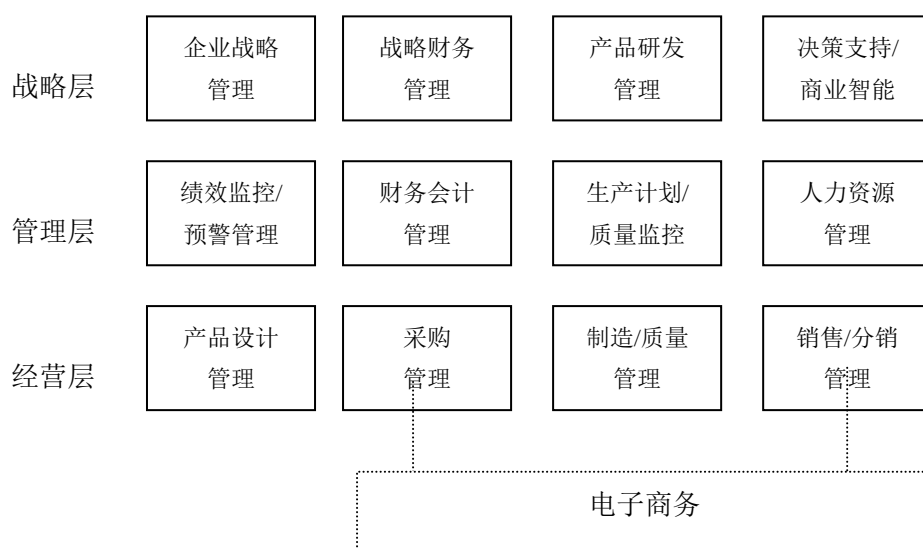 战略层
企业战略
管理
战略财务
管理
产品研发
管理
决策支持/
商业智能
管理层
绩效监控/
预警管理
财务会计
管理
生产计划/
质量监控
人力资源
管理
经营层
产品设计
管理
采购
管理
制造/质量
管理
销售/分销
管理
电子商务